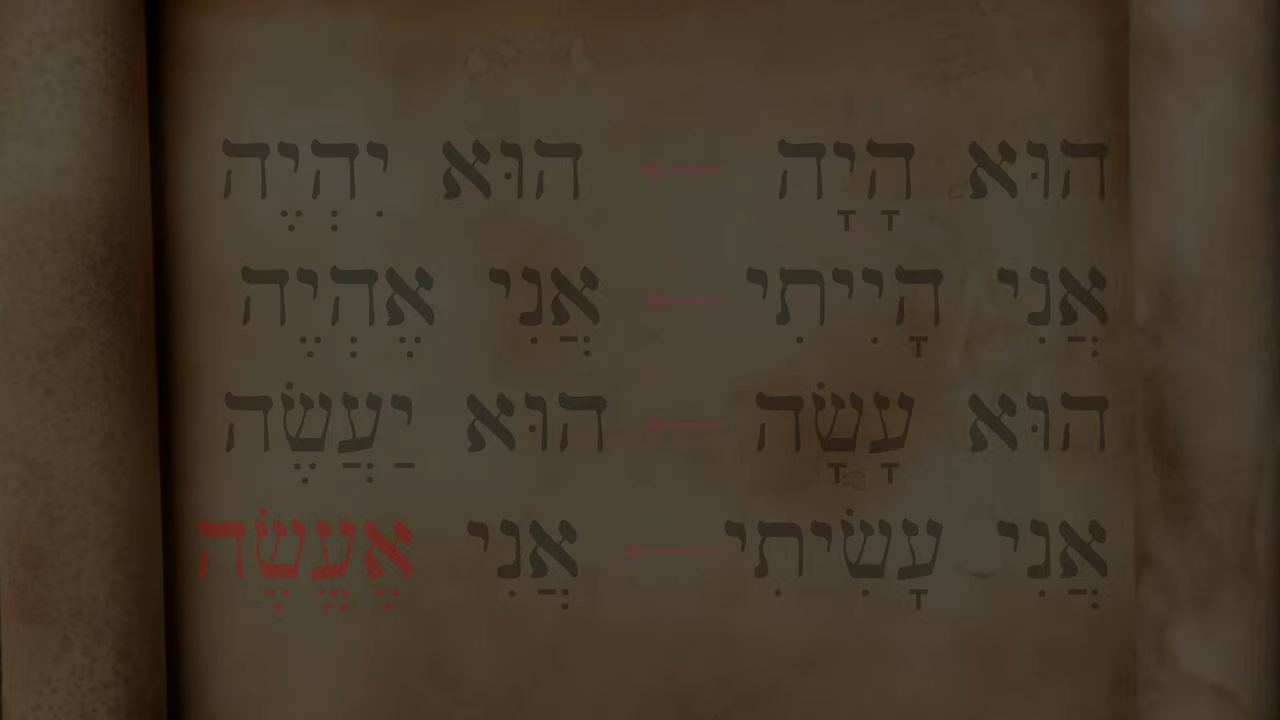 הוּא הָיָה ← הוּא יִהְיֶה
אֲנִי הָיִיתִי ← אֲנִי אֶהְיֶה
הוּא עָשָׂה ← הוּא יַעֲשֶׂה
אֲנִי עָשִׂיתִי ← אֲנִי אֶעֱשֶׂה